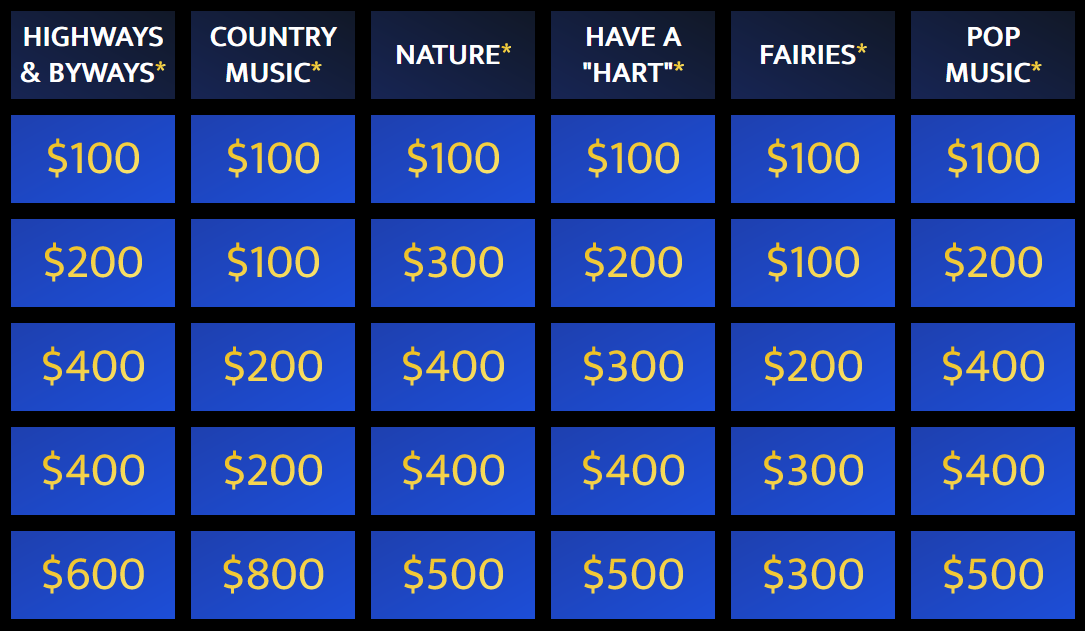 HIGHWAYS & BYWAYS*
COUNTRY MUSIC*
NATURE*
HAVE A "HART"*
FAIRIES*
POP MUSIC*
$100 $100 $100 $100 $100 $100
$200 $100 $300 $200 $100 $200
$400 $200 $400 $300 $200 $400
$400 $200 $400 $400 $300 $400
$600 $800 $500 $500 $300 $500